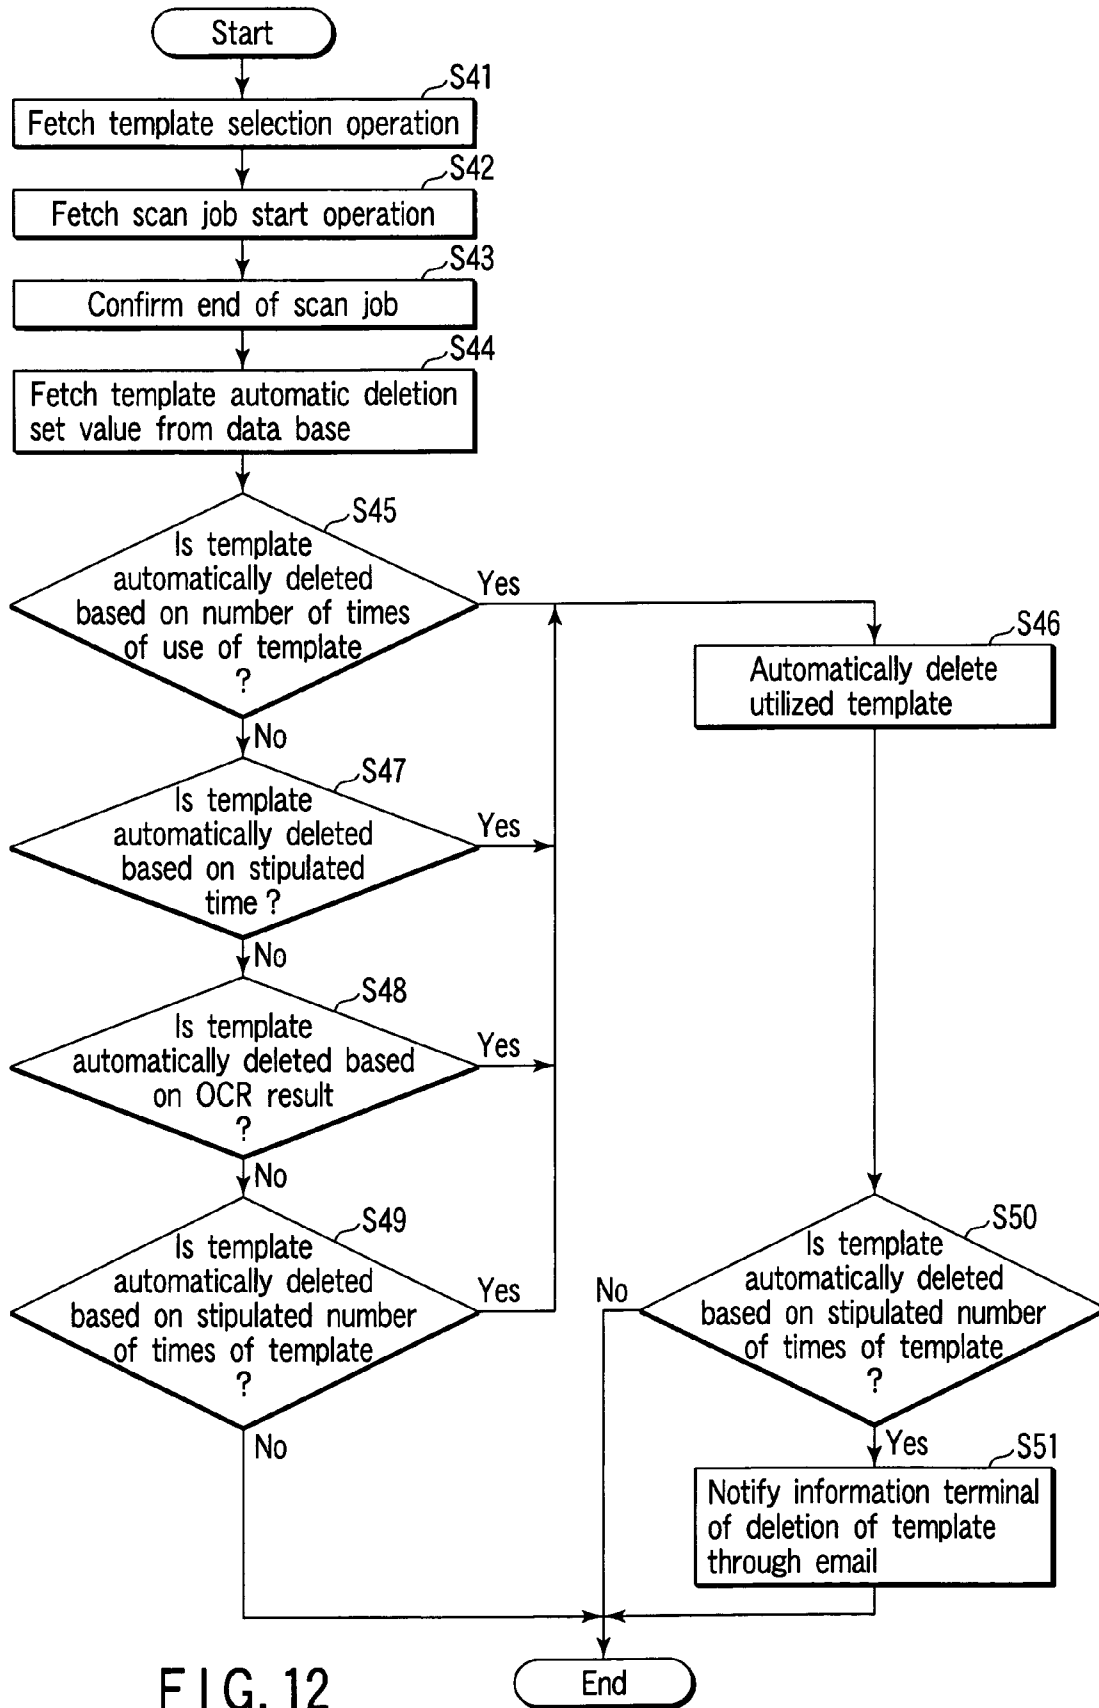 Start
S41
Fetch template selection operation
S42
Fetch scan job start operation
S43
Confirm end of scan job
S44
Fetch template automatic deletion
set value from data base
S45
Is template
automatically deleted
based on number of times
of use of template
?
Yes
No
S46
Automatically delete
utilized template
S47
Is template
automatically deleted
based on stipulated
time ?
Yes
No
S48
Is template
automatically deleted based
on OCR result
?
Yes
No
S49
Is template
automatically deleted
based on stipulated number
of times of template
?
Yes
No
S50
Is template
automatically deleted
based on stipulated number
of times of template
?
No
Yes
S51
Notify information terminal
of deletion of template
through email
End
FIG. 12